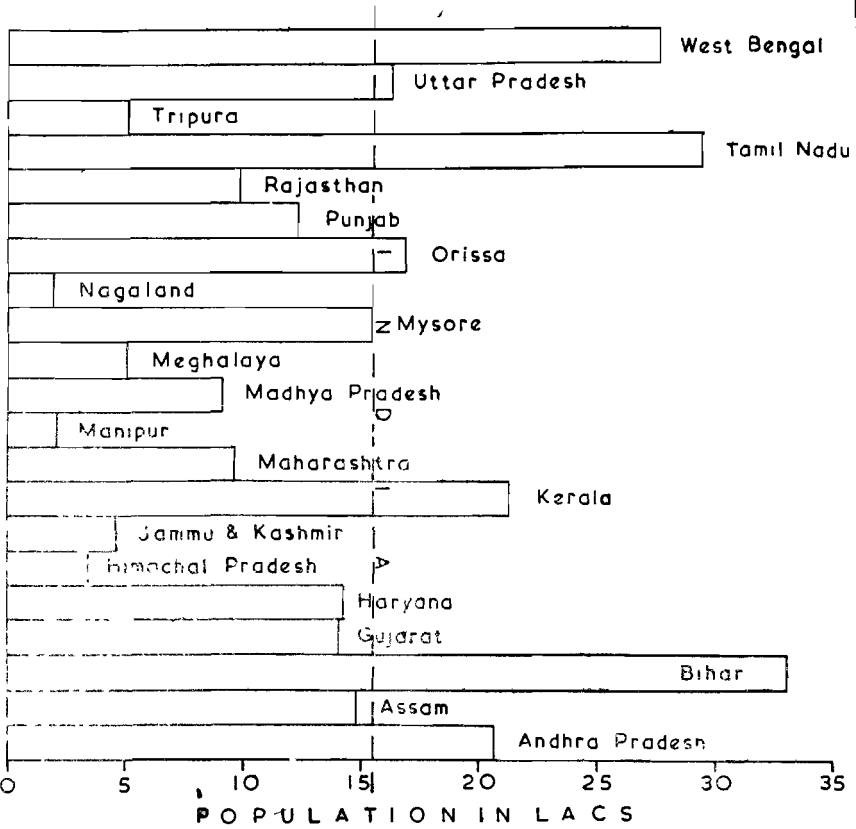 West Bengal
Uttar Pradesh
Tripura
Tamil Nadu
Rajasthan
Punjab
Orissa
Nagaland
Mysore
Meghalaya
Madhya Pradesh
Manipur
Maharashtra
Kerala
Jammu & Kashmir
Himachal Pradesh
Haryana
Gujarat
Bihar
Assam
Andhra Pradesh
INDIA
0 5 10 15 20 25 30 35
POPULATION IN LACS